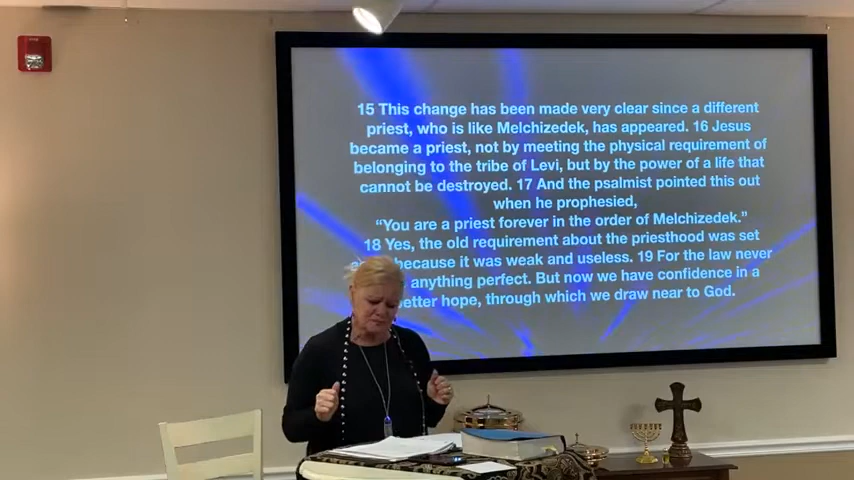 15 This change has been made very clear since a different
priest, who is like Melchizedek, has appeared. 16 Jesus
became a priest, not by meeting the physical requirement of
belonging to the tribe of Levi, but by the power of a life that
cannot be destroyed. 17 And the psalmist pointed this out
when he prophesied,
“You are a priest forever in the order of Melchizedek.”
18 Yes, the old requirement about the priesthood was set
because it was weak and useless. 19 For the law never
anything perfect. But now we have confidence in a
better hope, through which we draw near to God.